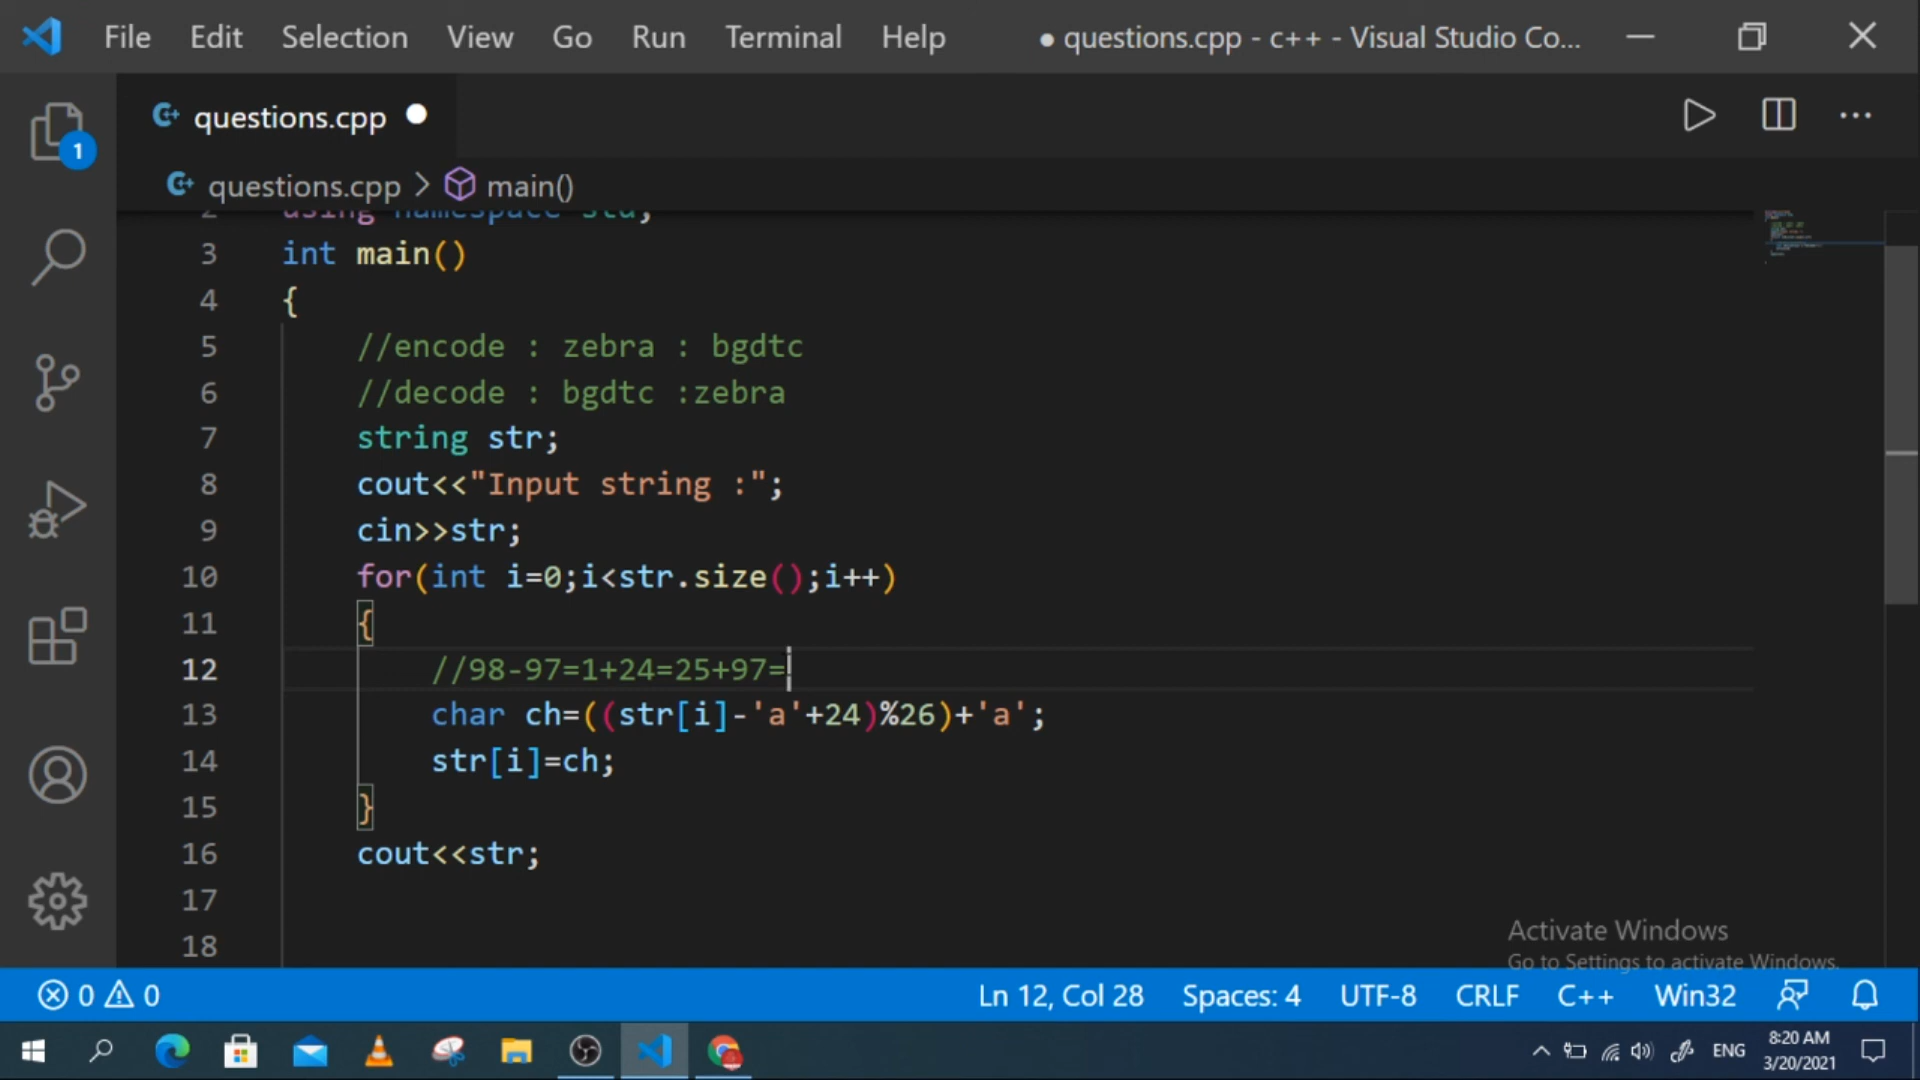 File Edit Selection View Go Run Terminal Help ● questions.cpp - c++ - Visual Studio Co...
questions.cpp
1
questions.cpp > main()
2 using namespace std;
3 int main()
4 {
5 //encode : zebra : bgdtc
6 //decode : bgdtc :zebra
7 string str;
8 cout<<"Input string :";
9 cin>>str;
10 for(int i=0;i<str.size();i++)
11 {
12 //98-97=1+24=25+97=
13 char ch=((str[i]-'a'+24)%26)+'a';
14 str[i]=ch;
15 }
16 cout<<str;
17
18
Activate Windows
Go to Settings to activate Windows.
0 0 Ln 12, Col 28 Spaces: 4 UTF-8 CRLF C++ Win32
ENG 8:20 AM
3/20/2021